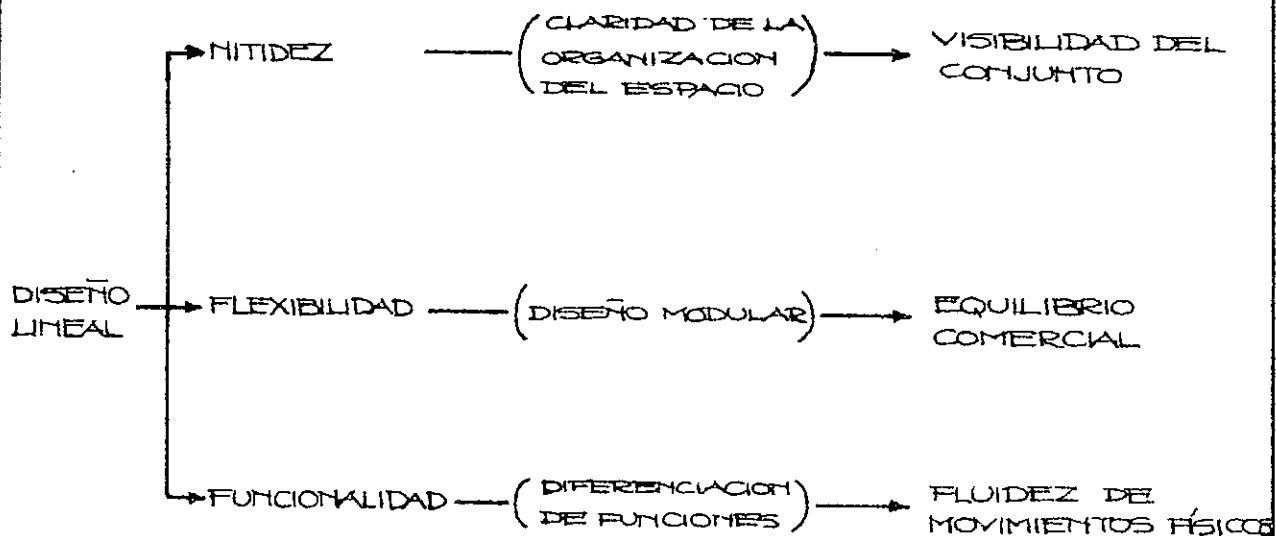 NITIDEZ
(CLARIDAD DE LA
ORGANIZACION
DEL ESPACIO)
VISIBILIDAD DEL
CONJUNTO
DISEÑO
LINEAL
FLEXIBILIDAD
(DISEÑO MODULAR)
EQUILIBRIO
COMERCIAL
FUNCIONALIDAD
(DIFERENCIACION
DE FUNCIONES)
FLUIDEZ DE
MOVIMIENTOS FÍSICOS